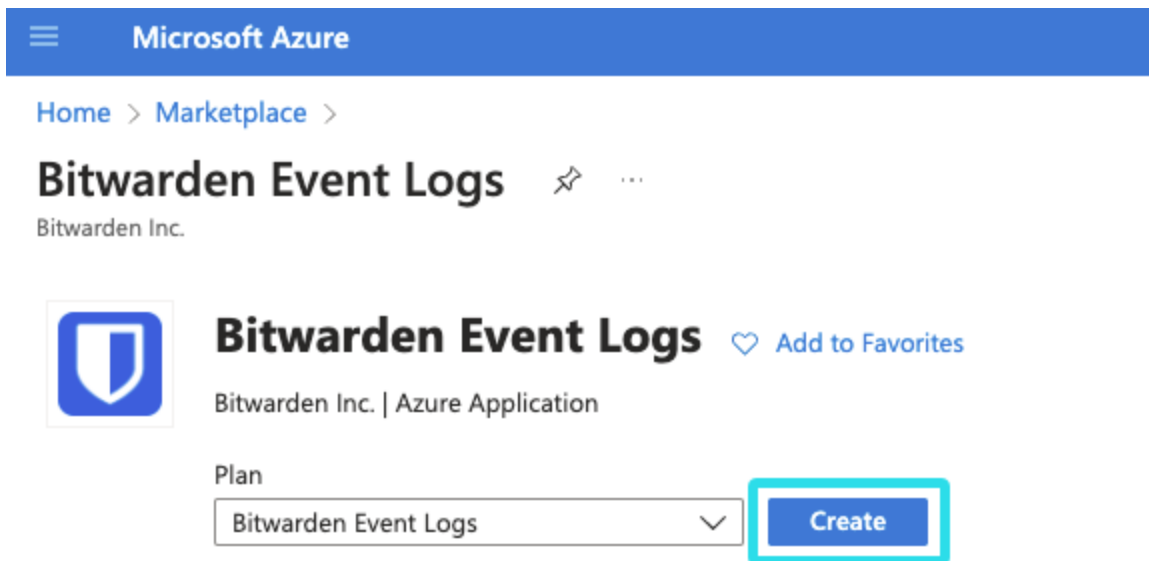 Microsoft Azure
Home > Marketplace >
Bitwarden Event Logs ...
Bitwarden Inc.
Bitwarden Event Logs Add to Favorites
Bitwarden Inc. | Azure Application
Plan
Bitwarden Event Logs Create